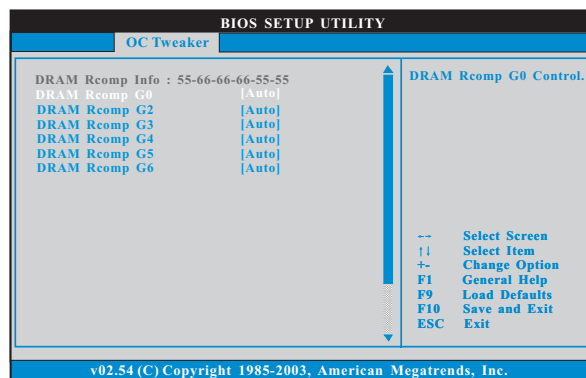 BIOS SETUP UTILITY
OC Tweaker
DRAM Rcomp Info : 55-66-66-66-55-55
DRAM Rcomp G0 [Auto]
DRAM Rcomp G2 [Auto]
DRAM Rcomp G3 [Auto]
DRAM Rcomp G4 [Auto]
DRAM Rcomp G5 [Auto]
DRAM Rcomp G6 [Auto]
DRAM Rcomp G0 Control.
←→ Select Screen
↑↓ Select Item
+- Change Option
F1 General Help
F9 Load Defaults
F10 Save and Exit
ESC Exit
v02.54 (C) Copyright 1985-2003, American Megatrends, Inc.